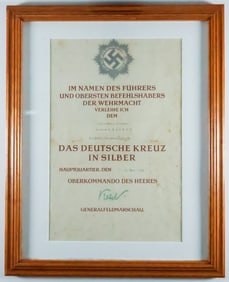 IM NAMEN DES FÜHRERS
UND OBERSTEN BEFEHLSHABERS
DER WEHRMACHT
VERLEIHE ICH
DEM
DAS DEUTSCHE KREUZ
IN SILBER
HAUPTQUARTIER, DEN
OBERKOMMANDO DES HEERES
GENERALFELDMARSCHALL